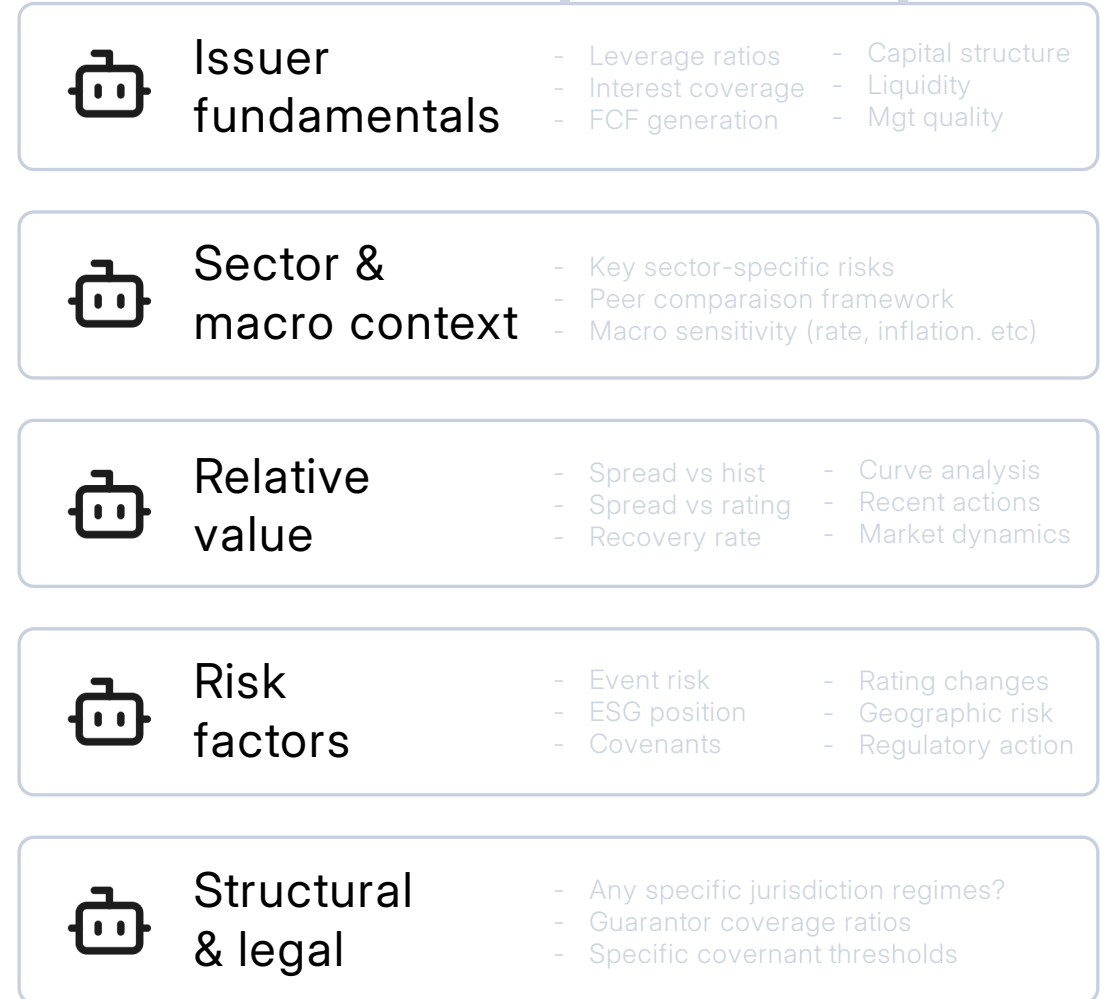 Issuer
fundamentals
- Leverage ratios
- Interest coverage
- FCF generation
- Capital structure
- Liquidity
- Mgt quality
Sector &
macro context
- Key sector-specific risks
- Peer comparaison framework
- Macro sensitivity (rate, inflation. etc)
Relative
value
- Spread vs hist
- Spread vs rating
- Recovery rate
- Curve analysis
- Recent actions
- Market dynamics
Risk
factors
- Event risk
- ESG position
- Covenants
- Rating changes
- Geographic risk
- Regulatory action
Structural
& legal
- Any specific jurisdiction regimes?
- Guarantor coverage ratios
- Specific covernant thresholds